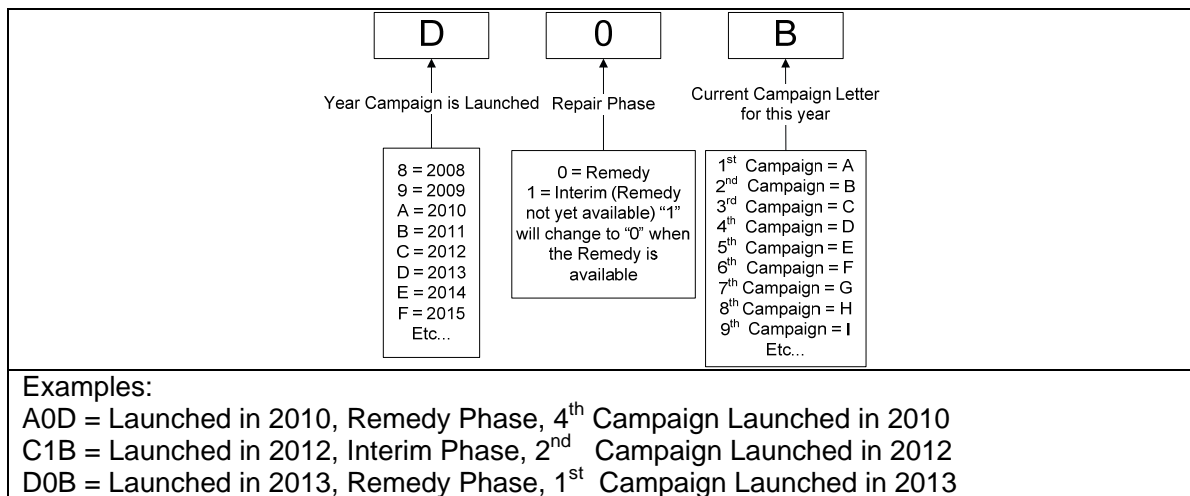 D 0 B
Year Campaign is Launched
Repair Phase
Current Campaign Letter
for this year
8 = 2008
9 = 2009
A = 2010
B = 2011
C = 2012
D = 2013
E = 2014
F = 2015
Etc...
0 = Remedy
1 = Interim (Remedy
not yet available) “1”
will change to “0” when
the Remedy is
available
1st Campaign = A
2nd Campaign = B
3rd Campaign = C
4th Campaign = D
5th Campaign = E
6th Campaign = F
7th Campaign = G
8th Campaign = H
9th Campaign = I
Etc...
Examples:
A0D = Launched in 2010, Remedy Phase, 4th Campaign Launched in 2010
C1B = Launched in 2012, Interim Phase, 2nd Campaign Launched in 2012
D0B = Launched in 2013, Remedy Phase, 1st Campaign Launched in 2013